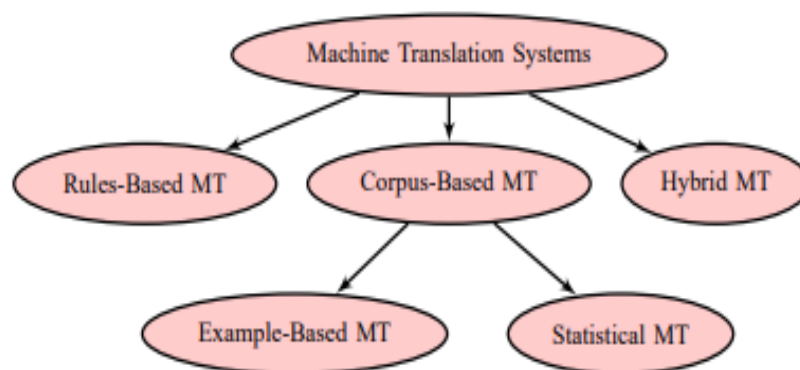 Machine Translation Systems
Rules-Based MT
Corpus-Based MT
Hybrid MT
Example-Based MT
Statistical MT